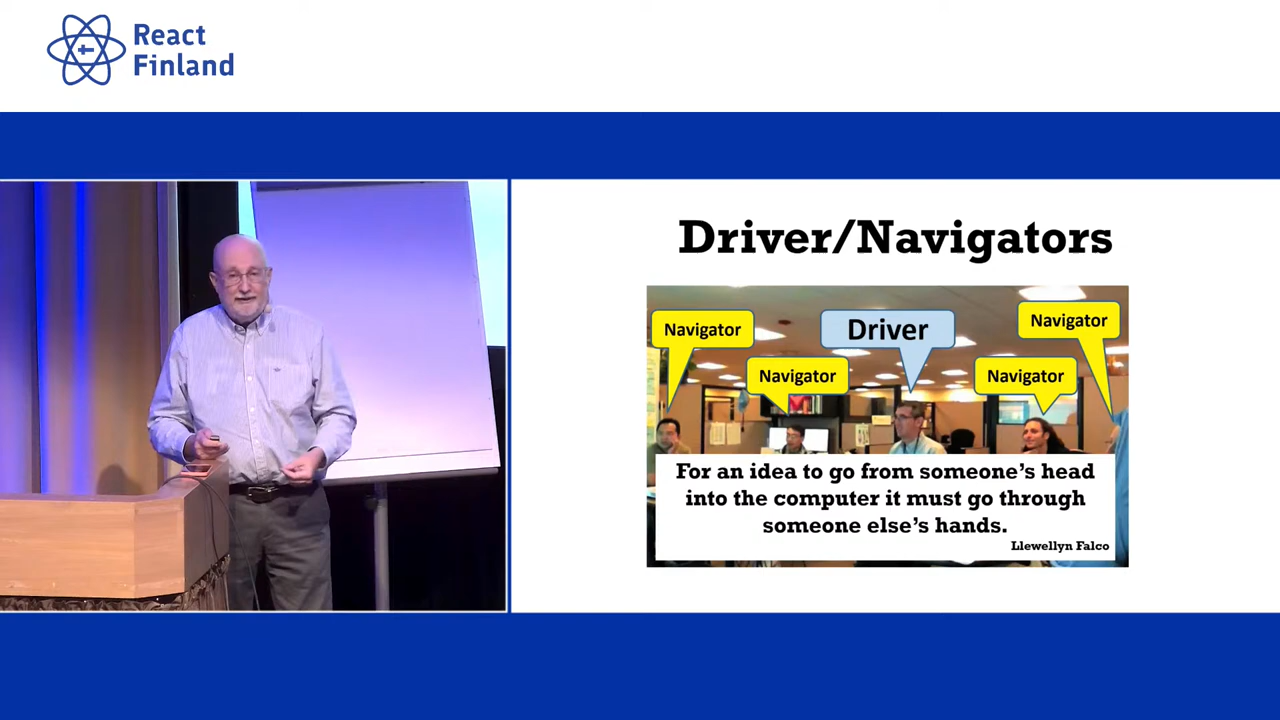 React
Finland
Driver/Navigators
Navigator
Driver
Navigator
Navigator
Navigator
For an idea to go from someone's head
into the computer it must go through
someone else's hands.
Llewellyn Falco